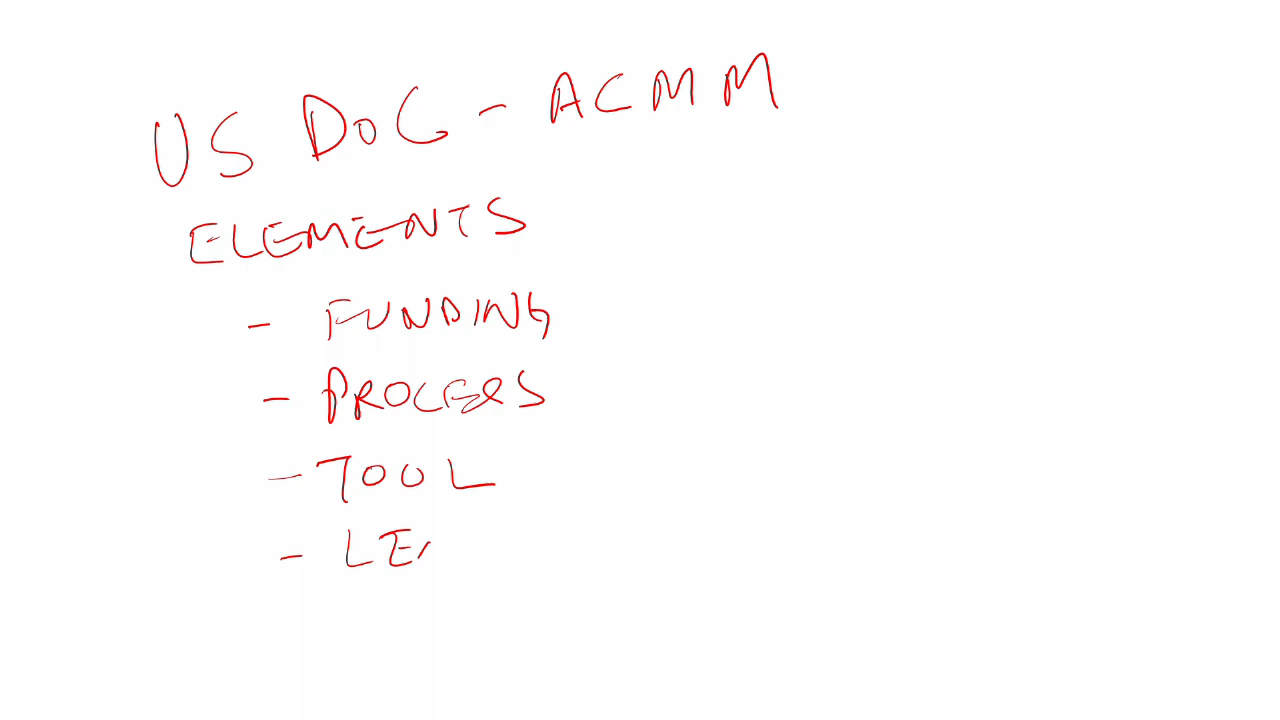 US DoC - ACMM
ELEMENTS
- FUNDING
- PROCESS
- TOOL
- LE